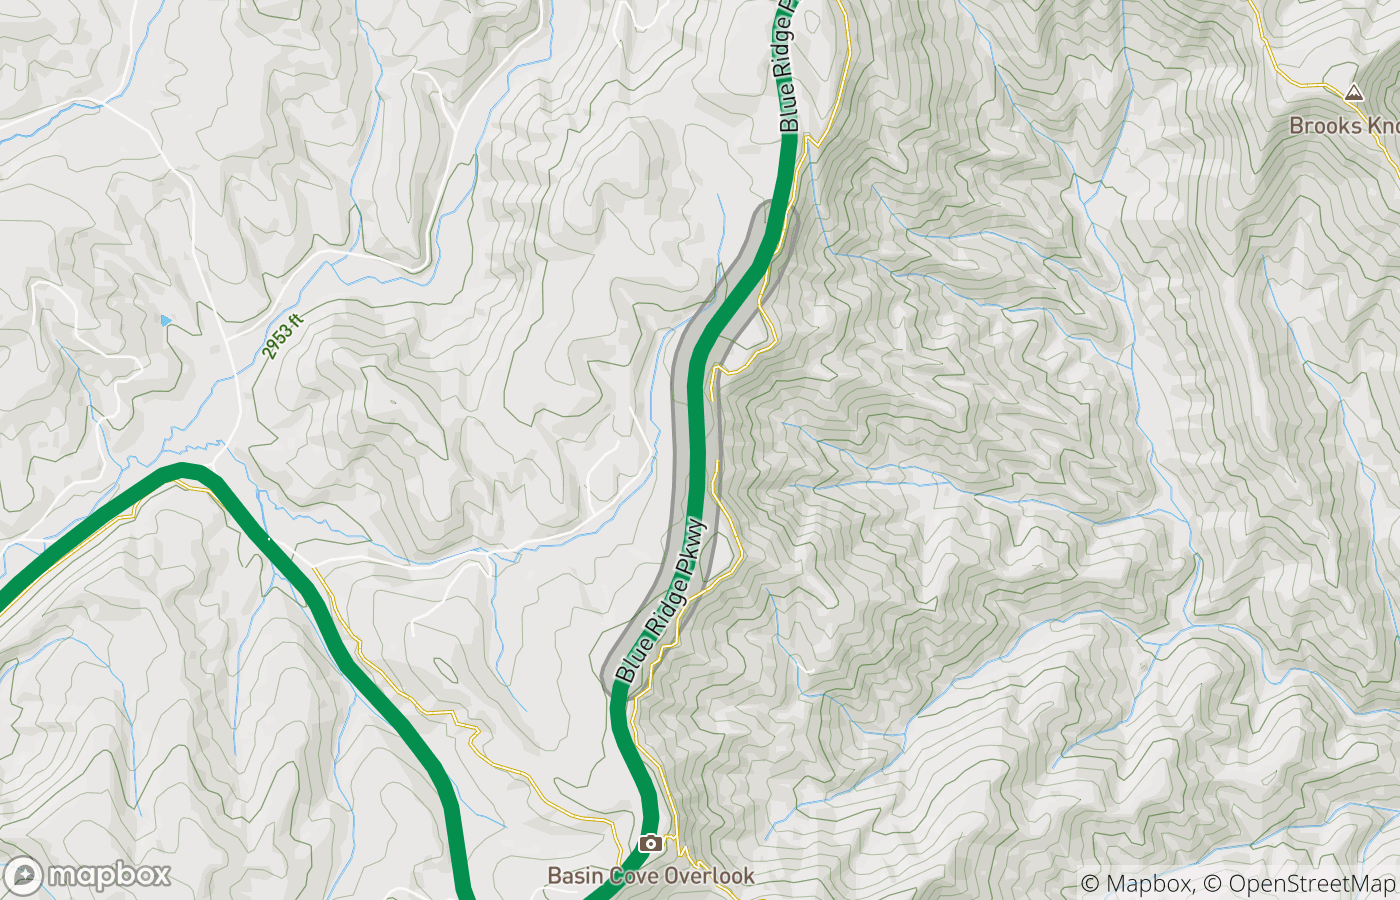 Blue Ridge P
Brooks Kno
2953 ft
Blue Ridge Pkwy
Basin Cove Overlook
mapbox
© Mapbox, © OpenStreetMap